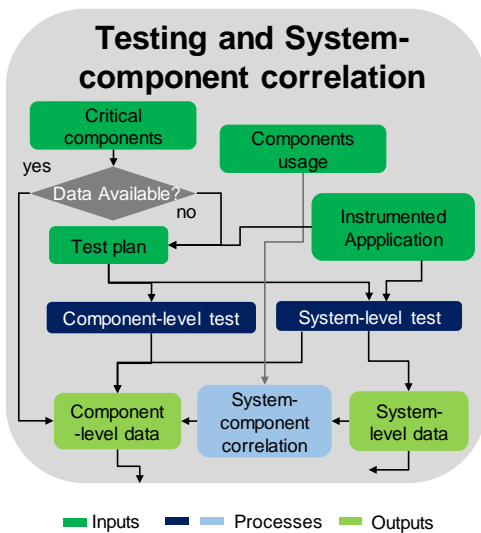 Testing and System-
component correlation
Critical
components
Components
usage
yes
Data Available?
no
Instrumented
Appplication
Test plan
Component-level test
System-level test
Component
-level data
System-
component
correlation
System-
level data
Inputs
Processes
Outputs